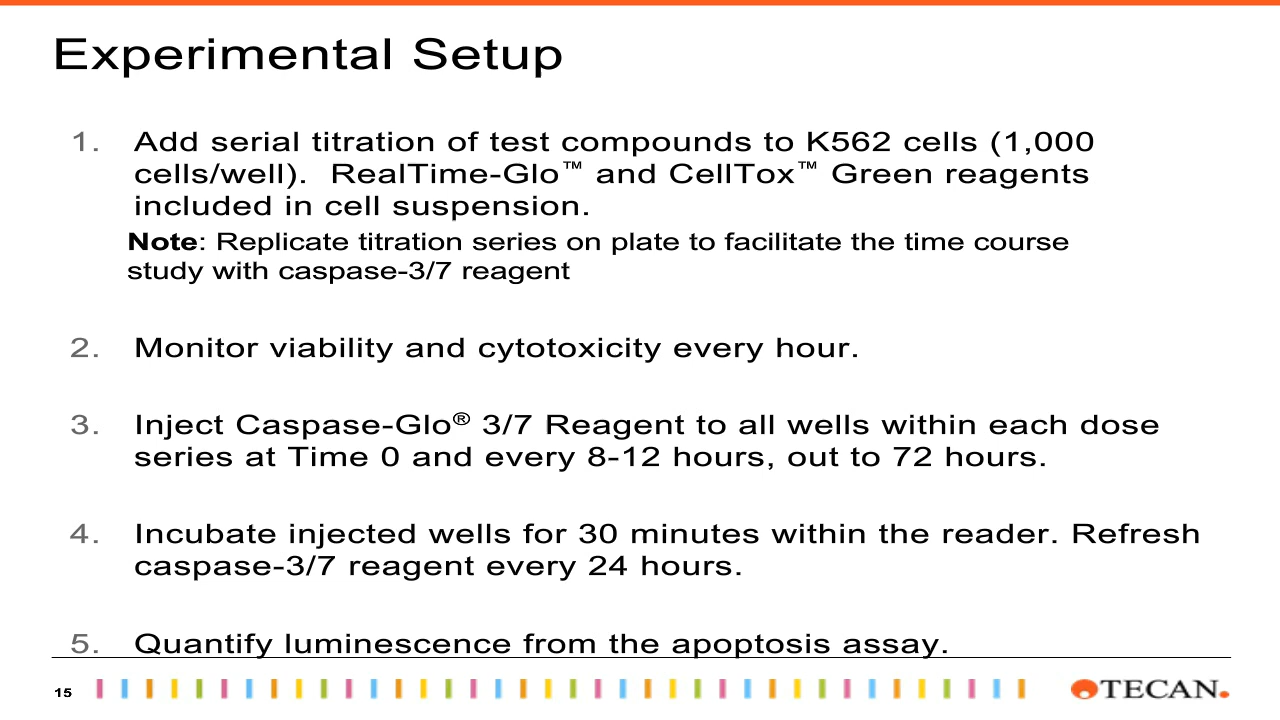 Experimental Setup
1. Add serial titration of test compounds to K562 cells (1,000
cells/well).  RealTime-Glo™ and CellTox™ Green reagents
included in cell suspension.
Note: Replicate titration series on plate to facilitate the time course
study with caspase-3/7 reagent
2. Monitor viability and cytotoxicity every hour.
3. Inject Caspase-Glo® 3/7 Reagent to all wells within each dose
series at Time 0 and every 8-12 hours, out to 72 hours.
4. Incubate injected wells for 30 minutes within the reader. Refresh
caspase-3/7 reagent every 24 hours.
5. Quantify luminescence from the apoptosis assay.
15
TECAN.